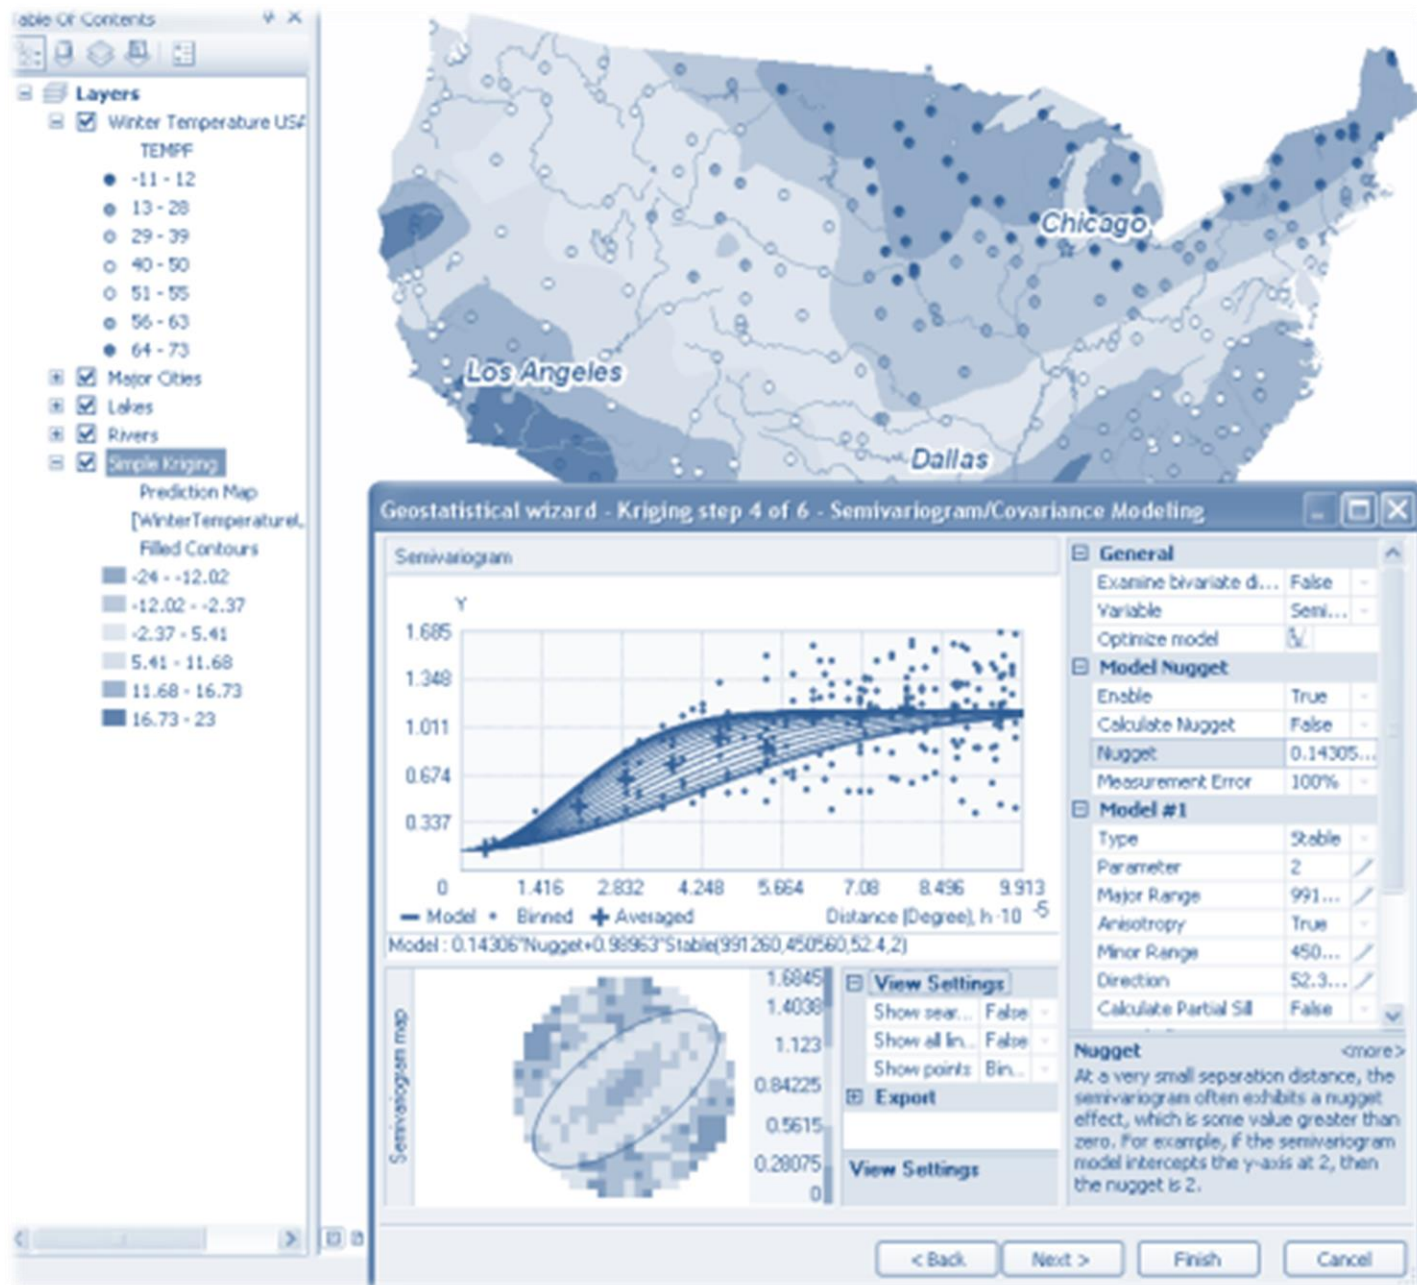 able Of Contents
Layers
Winter Temperature USA
TEMPF
-11 - 12
13 - 28
29 - 39
40 - 50
51 - 55
56 - 63
64 - 73
Major Cities
Lakes
Rivers
Simple Kriging
Prediction Map
[WinterTemperatureU..
Filled Contours
-24 - -12.02
-12.02 - -2.37
-2.37 - 5.41
5.41 - 11.68
11.68 - 16.73
16.73 - 23
Chicago
Los Angeles
Dallas
Geostatistical wizard - Kriging step 4 of 6 - Semivariogram/Covariance Modeling
Semivariogram
Y
1.685
1.348
1.011
0.674
0.337
0 1.416 2.832 4.248 5.664 7.08 8.496 9.913
Model Binned Averaged Distance (Degree), h ·10 -5
Model : 0.14306*Nugget+0.98963*Stable(991260,450560,52.4,2)
Semivariogram map
1.6845
1.4038
1.123
0.84225
0.5615
0.28075
0
View Settings
Show sear... False
Show all lin... False
Show points Bin...
Export
View Settings
General
Examine bivariate di... False
Variable Semi...
Optimize model
Model Nugget
Enable True
Calculate Nugget False
Nugget 0.14305...
Measurement Error 100%
Model #1
Type Stable
Parameter 2
Major Range 991...
Anisotropy True
Minor Range 450...
Direction 52.3...
Calculate Partial Sill False
Nugget <more>
At a very small separation distance, the
semivariogram often exhibits a nugget
effect, which is some value greater than
zero. For example, if the semivariogram
model intercepts the y-axis at 2, then
the nugget is 2.
< Back Next > Finish Cancel